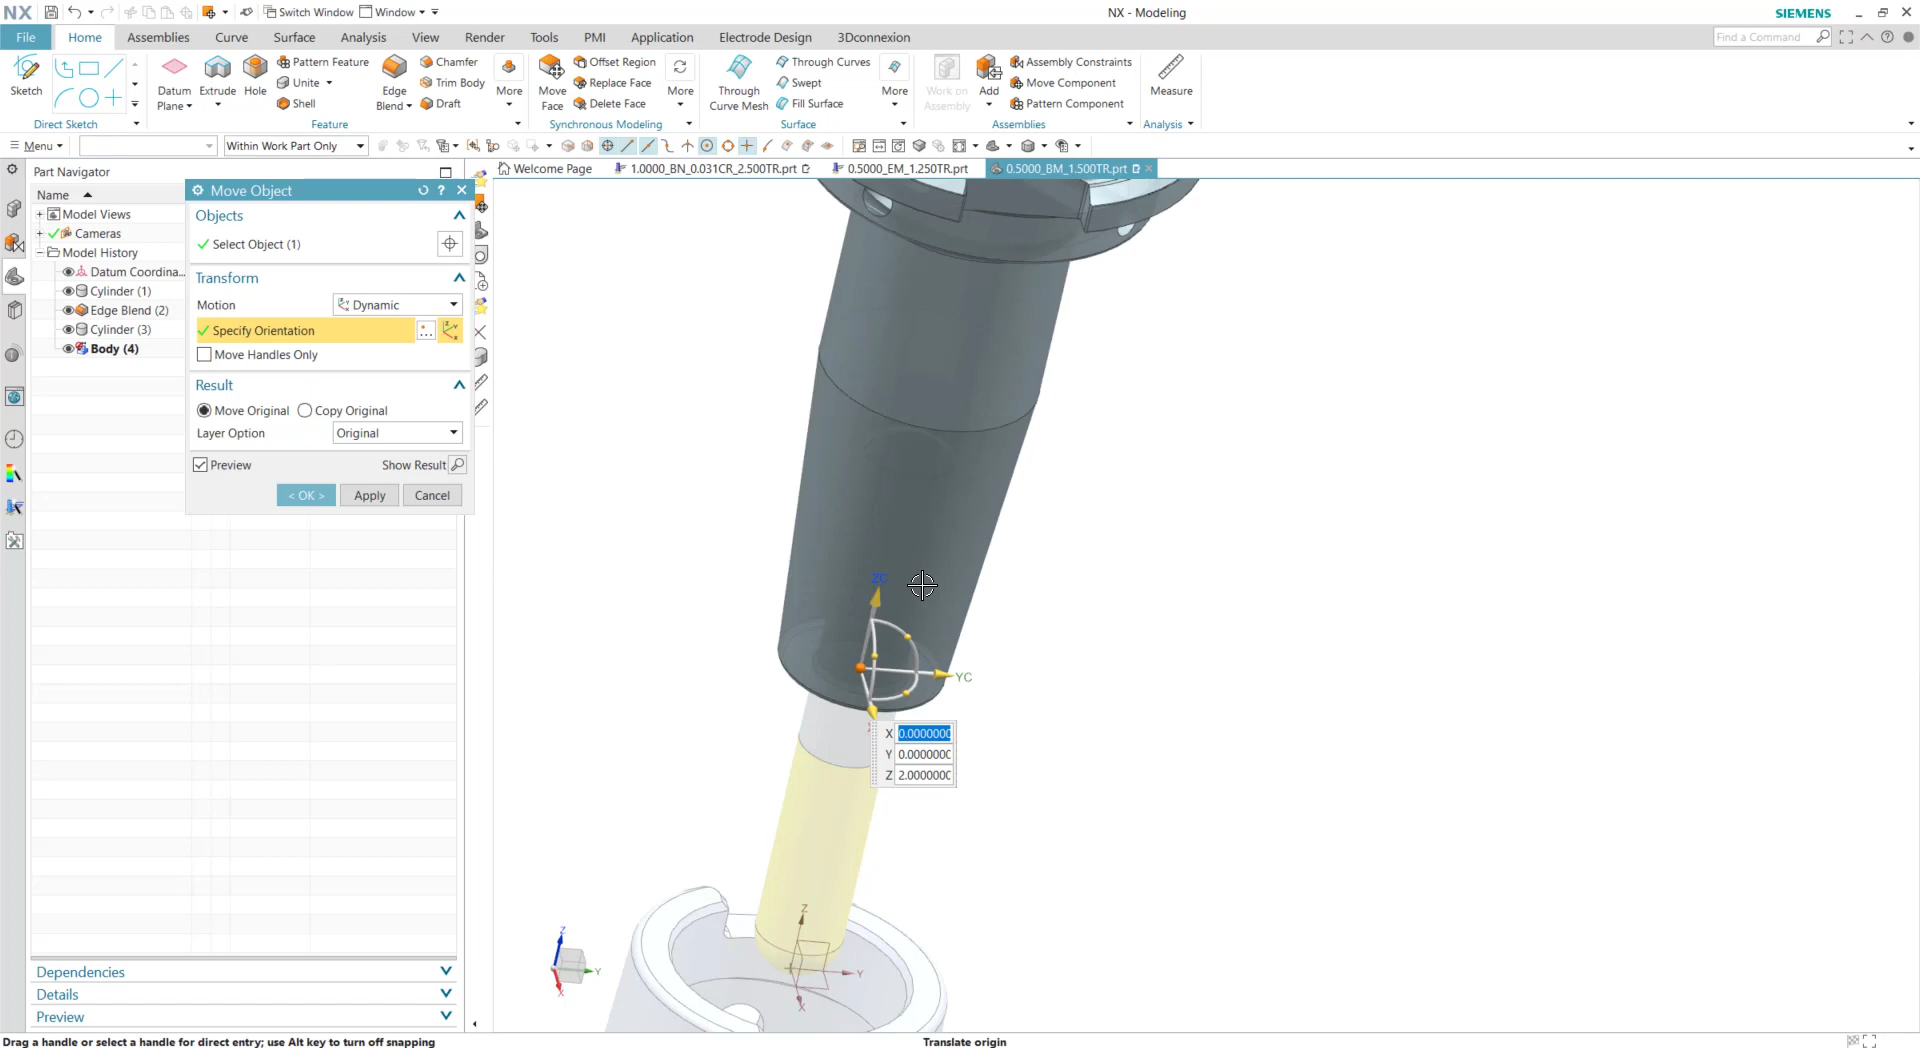 NX
Switch Window
Window
NX - Modeling
SIEMENS
File
Home
Assemblies
Curve
Surface
Analysis
View
Render
Tools
PMI
Application
Electrode Design
3Dconnexion
Find a Command
Sketch
Direct Sketch
Datum
Plane
Extrude
Hole
Pattern Feature
Unite
Shell
Edge
Blend
Chamfer
Trim Body
Draft
More
Feature
Move
Face
Offset Region
Replace Face
Delete Face
More
Synchronous Modeling
Through
Curve Mesh
Through Curves
Swept
Fill Surface
More
Surface
Work on
Assembly
Add
Assembly Constraints
Move Component
Pattern Component
Assemblies
Measure
Analysis
Menu
Within Work Part Only
Part Navigator
Name
Model Views
Cameras
Model History
Datum Coordina...
Cylinder (1)
Edge Blend (2)
Cylinder (3)
Body (4)
Dependencies
Details
Preview
Move Object
Objects
Select Object (1)
Transform
Motion
Dynamic
Specify Orientation
Move Handles Only
Result
Move Original
Copy Original
Layer Option
Original
Preview
Show Result
< OK >
Apply
Cancel
Welcome Page
1.0000_BN_0.031CR_2.500TR.prt
0.5000_EM_1.250TR.prt
0.5000_BM_1.500TR.prt
ZC
YC
X 0.0000000
Y 0.000000
Z 2.000000
Z
Y
X
Z
Y
X
Drag a handle or select a handle for direct entry; use Alt key to turn off snapping
Translate origin